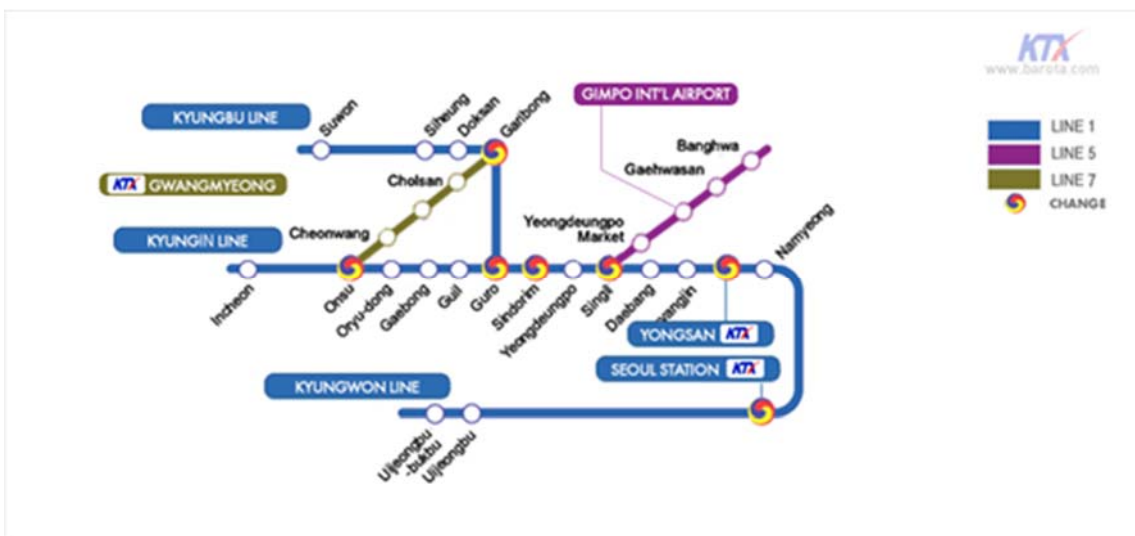 KTX
www.barota.com
GIMPO INT'L AIRPORT
KYUNGBU LINE
Suwon
Siheung
Doksan
Garibong
LINE 1
LINE 5
LINE 7
CHANGE
Banghwa
Gaehwasan
Cholsan
KTX GWANGMYEONG
Yeongdeungpo
Market
Cheonwang
KYUNGIN LINE
Namyeong
Incheon
Onsu
Oryu-dong
Gaebong
Guil
Guro
Sindorim
Yeongdeungpo
Singil
Daebang
YONGSAN KTX
SEOUL STATION KTX
KYUNGWON LINE
Uijeongbu
-bukbu
Uijeongbu